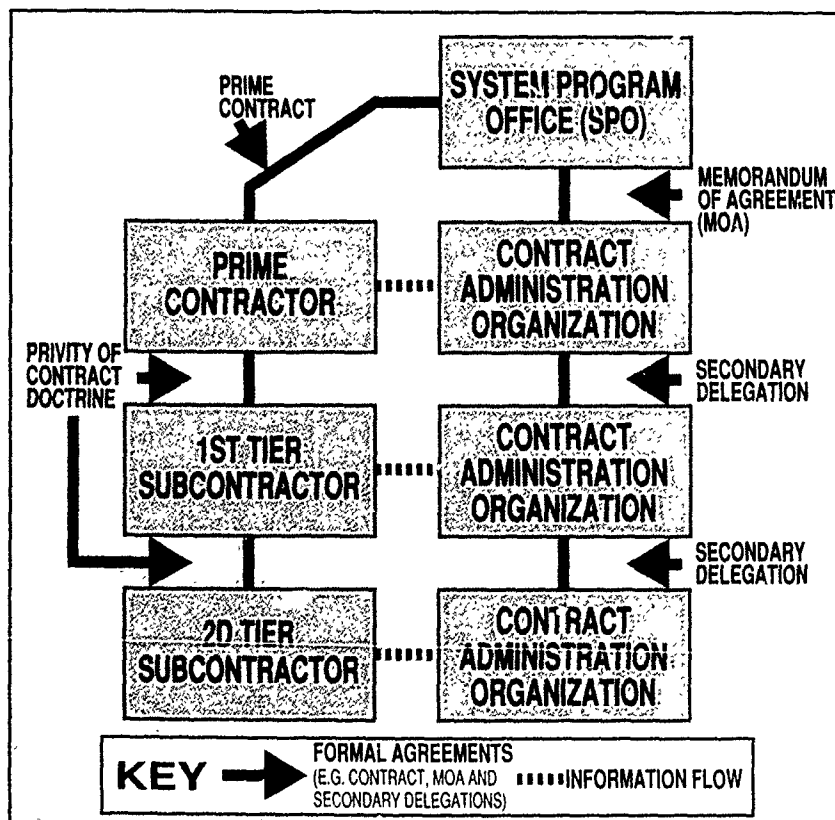 PRIME
CONTRACT
SYSTEM PROGRAM
OFFICE (SPO)
MEMORANDUM
OF AGREEMENT
(MOA)
PRIME
CONTRACTOR
CONTRACT
ADMINISTRATION
ORGANIZATION
PRIVITY OF
CONTRACT
DOCTRINE
SECONDARY
DELEGATION
1ST TIER
SUBCONTRACTOR
CONTRACT
ADMINISTRATION
ORGANIZATION
SECONDARY
DELEGATION
2D TIER
SUBCONTRACTOR
CONTRACT
ADMINISTRATION
ORGANIZATION
KEY
FORMAL AGREEMENTS
(E.G. CONTRACT, MOA AND
SECONDARY DELEGATIONS)
INFORMATION FLOW